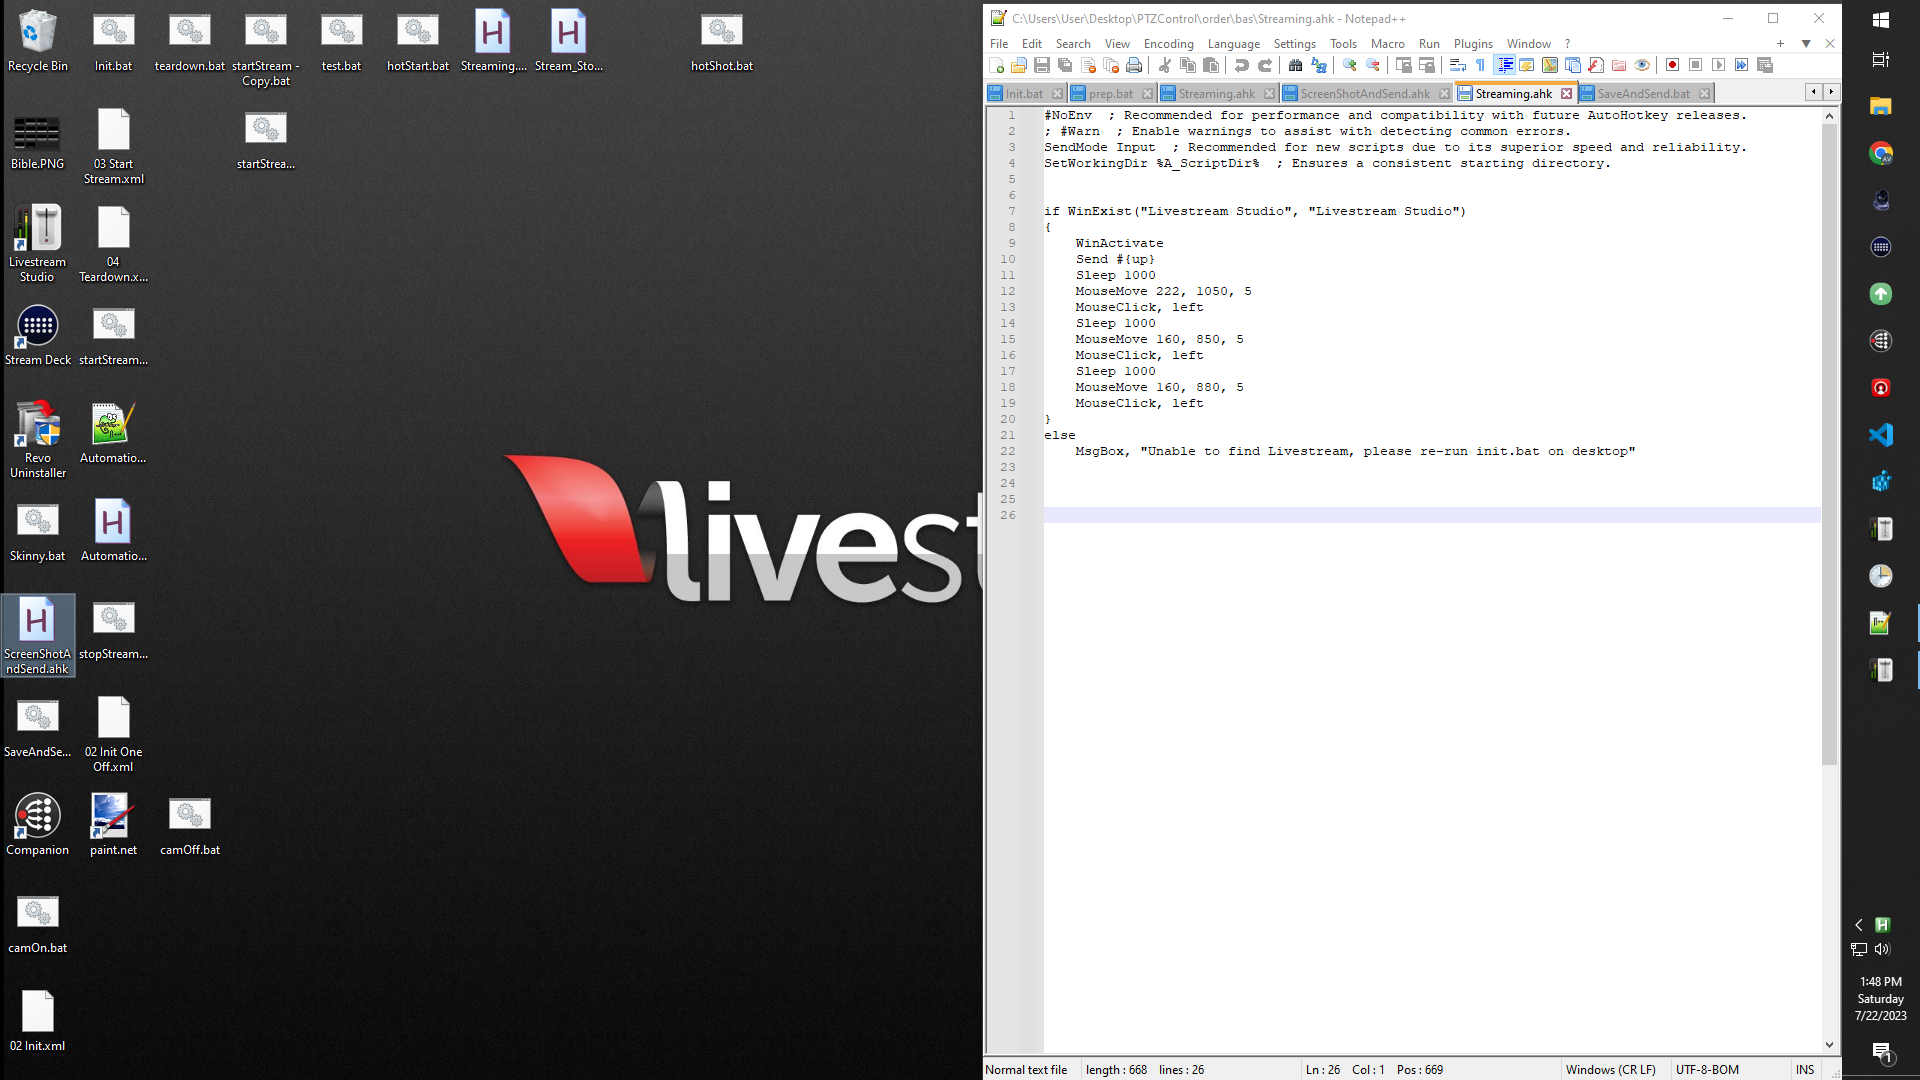 Recycle Bin
Init.bat
teardown.bat
startStream -
Copy.bat
test.bat
hotStart.bat
Streaming....
Stream_Sto...
hotShot.bat
Bible.PNG
03 Start
Stream.xml
startStrea...
Livestream
Studio
04
Teardown.x...
Stream Deck
startStream...
Revo
Uninstaller
Automatio...
Skinny.bat
Automatio...
ScreenShotA
ndSend.ahk
stopStream...
SaveAndSe...
02 Init One
Off.xml
Companion
paint.net
camOff.bat
camOn.bat
02 Init.xml
livest
C:\Users\User\Desktop\PTZControl\order\bas\Streaming.ahk - Notepad++
File Edit Search View Encoding Language Settings Tools Macro Run Plugins Window ?
Init.bat prep.bat Streaming.ahk ScreenShotAndSend.ahk Streaming.ahk SaveAndSend.bat
1 #NoEnv  ; Recommended for performance and compatibility with future AutoHotkey releases.
2 ; #Warn  ; Enable warnings to assist with detecting common errors.
3 SendMode Input  ; Recommended for new scripts due to its superior speed and reliability.
4 SetWorkingDir %A_ScriptDir%  ; Ensures a consistent starting directory.
5
6
7 if WinExist("Livestream Studio", "Livestream Studio")
8 {
9     WinActivate
10     Send #{up}
11     Sleep 1000
12     MouseMove 222, 1050, 5
13     MouseClick, left
14     Sleep 1000
15     MouseMove 160, 850, 5
16     MouseClick, left
17     Sleep 1000
18     MouseMove 160, 880, 5
19     MouseClick, left
20 }
21 else
22     MsgBox, "Unable to find Livestream, please re-run init.bat on desktop"
23
24
25
26
Normal text file length : 668 lines : 26 Ln : 26 Col : 1 Pos : 669 Windows (CR LF) UTF-8-BOM INS
1:48 PM
Saturday
7/22/2023
1